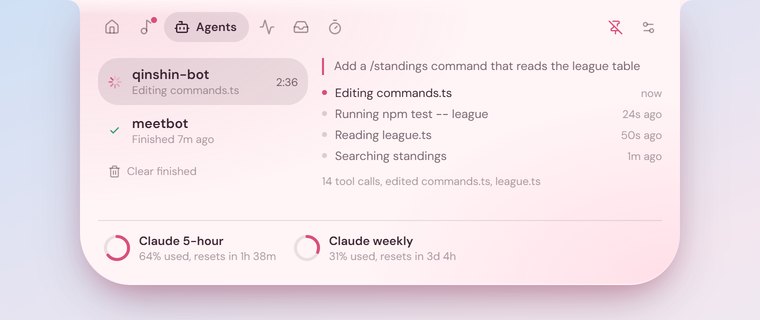 Agents
qinshin-bot
Editing commands.ts
2:36
meetbot
Finished 7m ago
Clear finished
Add a /standings command that reads the league table
Editing commands.ts now
Running npm test -- league 24s ago
Reading league.ts 50s ago
Searching standings 1m ago
14 tool calls, edited commands.ts, league.ts
Claude 5-hour
64% used, resets in 1h 38m
Claude weekly
31% used, resets in 3d 4h